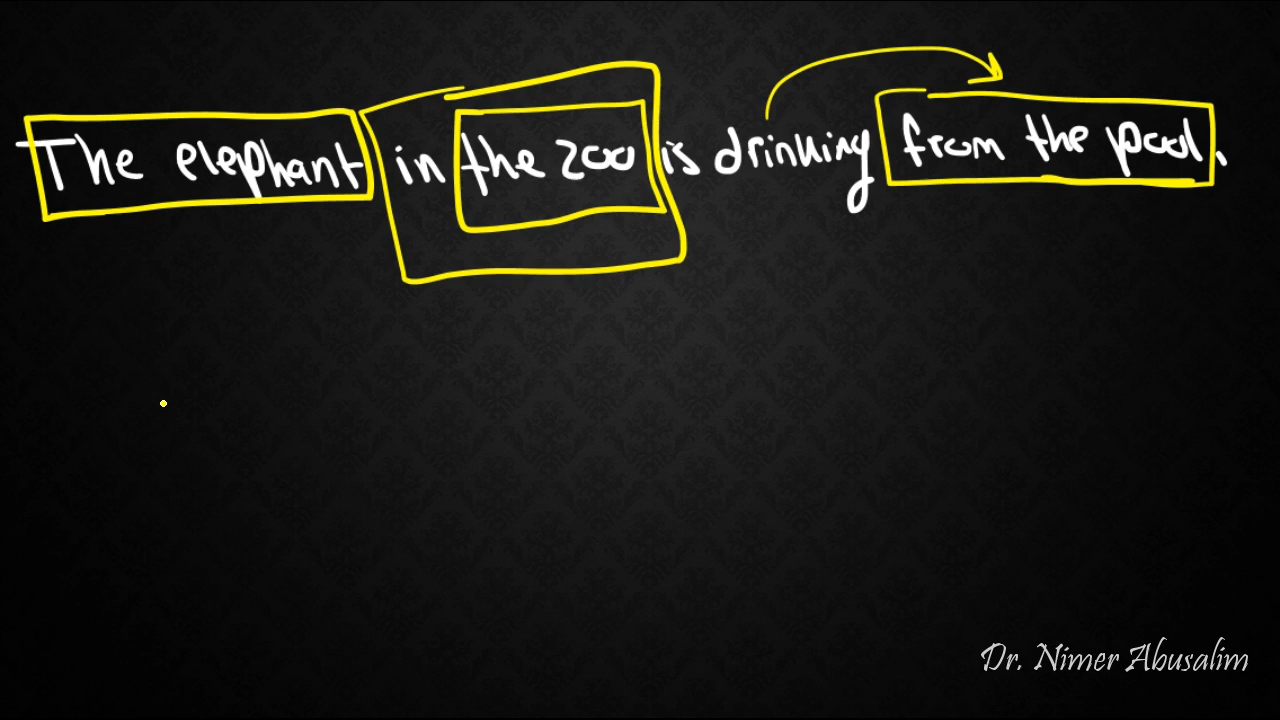 The elephant in the zoo is drinking from the pool.
Dr. Nimer Abusalim